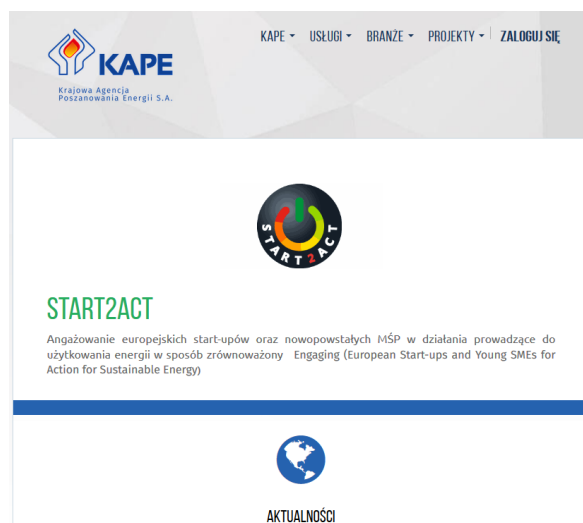 KAPE USŁUGI BRANŻE PROJEKTY ZALOGUJ SIĘ
KAPE
Krajowa Agencja
Poszanowania Energii S.A.
START2ACT
START2ACT
Angażowanie europejskich start-upów oraz nowopowstałych MŚP w działania prowadzące do
użytkowania energii w sposób zrównoważony Engaging (European Start-ups and Young SMEs for
Action for Sustainable Energy)
AKTUALNOŚCI